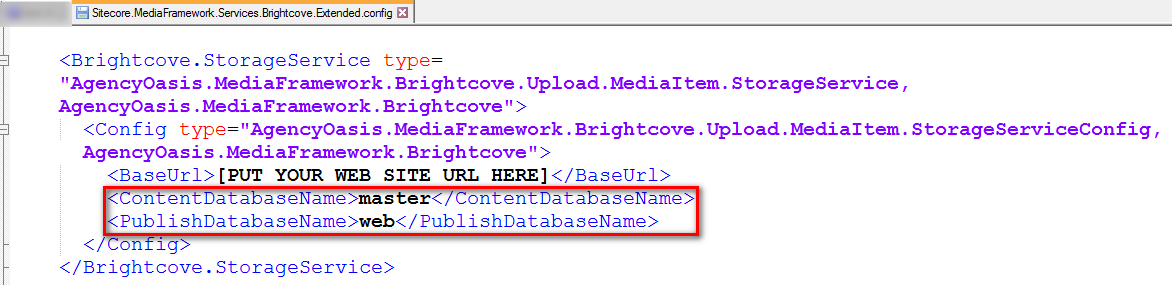 Sitecore.MediaFramework.Services.Brightcove.Extended.config
<Brightcove.StorageService type=
"AgencyOasis.MediaFramework.Brightcove.Upload.MediaItem.StorageService,
AgencyOasis.MediaFramework.Brightcove">
<Config type="AgencyOasis.MediaFramework.Brightcove.Upload.MediaItem.StorageServiceConfig,
AgencyOasis.MediaFramework.Brightcove">
<BaseUrl>[PUT YOUR WEB SITE URL HERE]</BaseUrl>
<ContentDatabaseName>master</ContentDatabaseName>
<PublishDatabaseName>web</PublishDatabaseName>
</Config>
</Brightcove.StorageService>